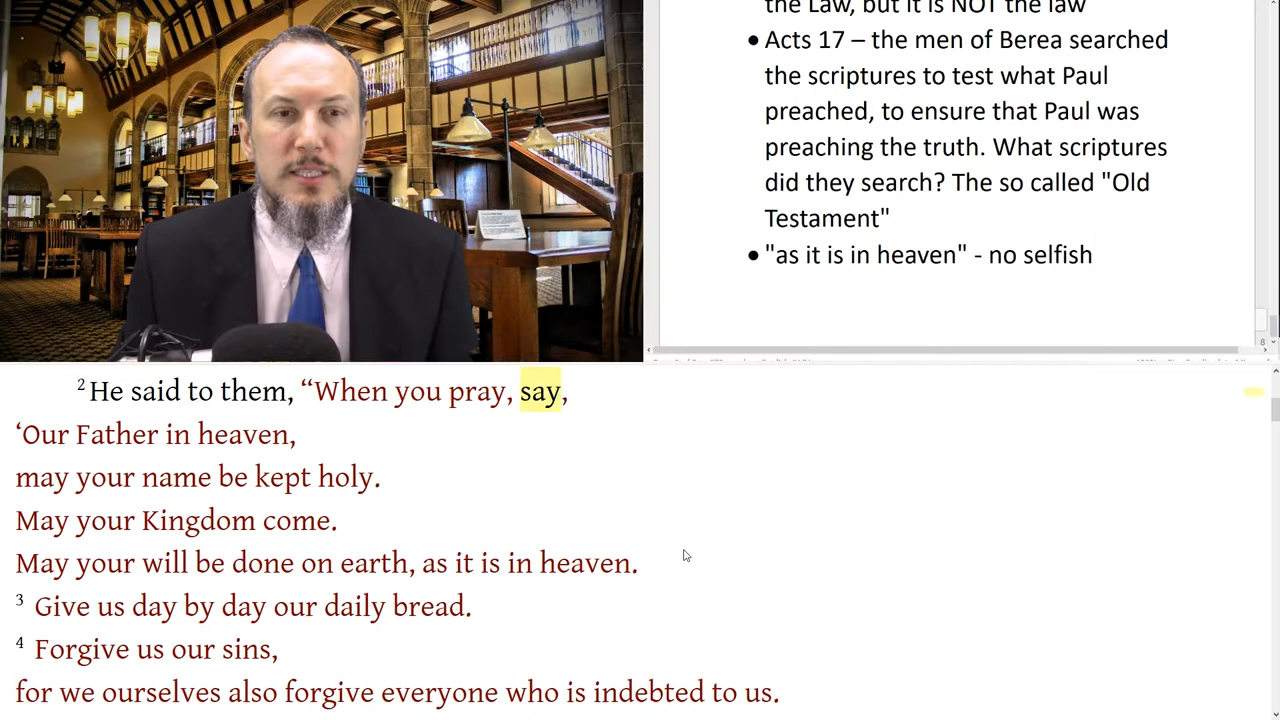 the Law, but it is NOT the law
• Acts 17 – the men of Berea searched
the scriptures to test what Paul
preached, to ensure that Paul was
preaching the truth. What scriptures
did they search? The so called "Old
Testament"
• "as it is in heaven" - no selfish
8
2 He said to them, “When you pray, say,
‘Our Father in heaven,
may your name be kept holy.
May your Kingdom come.
May your will be done on earth, as it is in heaven.
3 Give us day by day our daily bread.
4 Forgive us our sins,
for we ourselves also forgive everyone who is indebted to us.